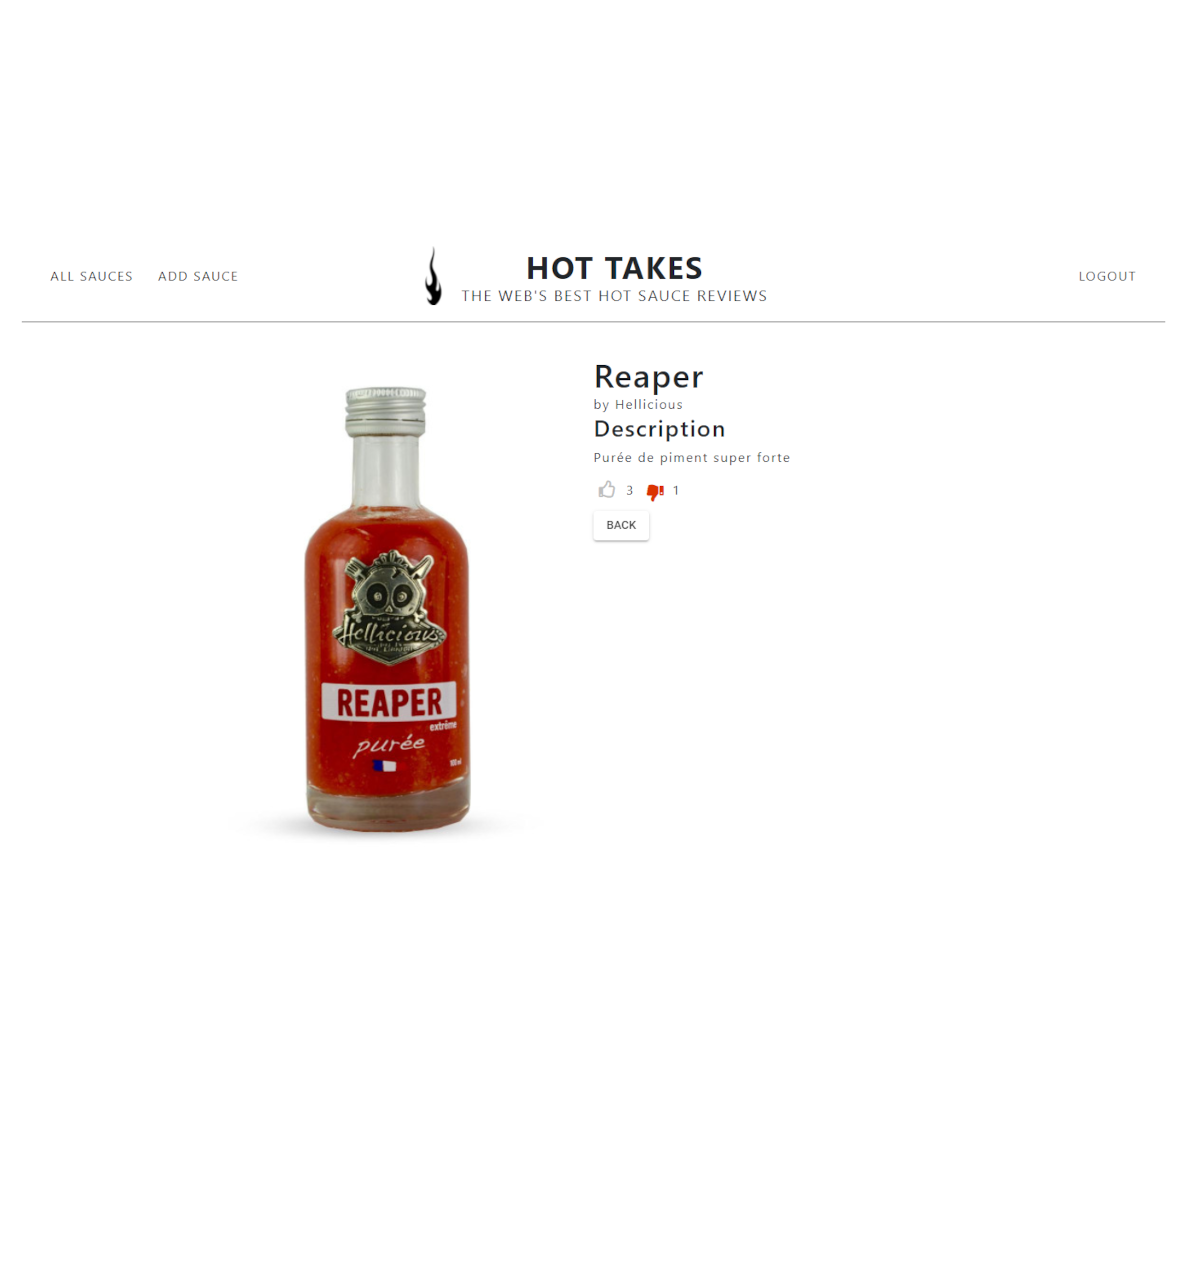 ALL SAUCES
ADD SAUCE
HOT TAKES
THE WEB'S BEST HOT SAUCE REVIEWS
LOGOUT
Reaper
by Hellicious
Description
Purée de piment super forte
3
1
BACK
Hellicious
REAPER
extrême
purée